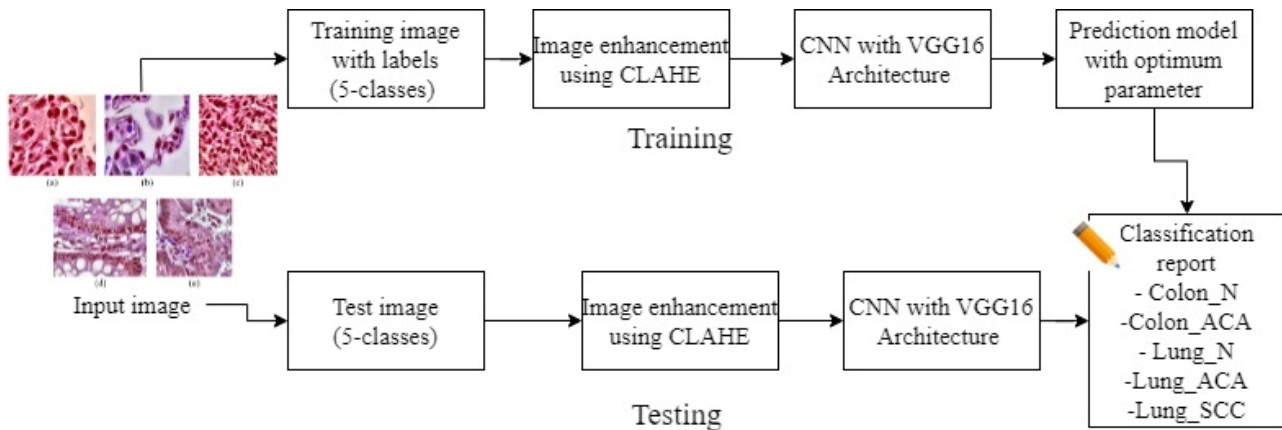 Training image
with labels
(5-classes)
Image enhancement
using CLAHE
CNN with VGG16
Architecture
Prediction model
with optimum
parameter
Training
(a)
(b)
(c)
(d)
(e)
Input image
Test image
(5-classes)
Image enhancement
using CLAHE
CNN with VGG16
Architecture
Classification
report
- Colon_N
-Colon_ACA
- Lung_N
-Lung_ACA
-Lung_SCC
Testing